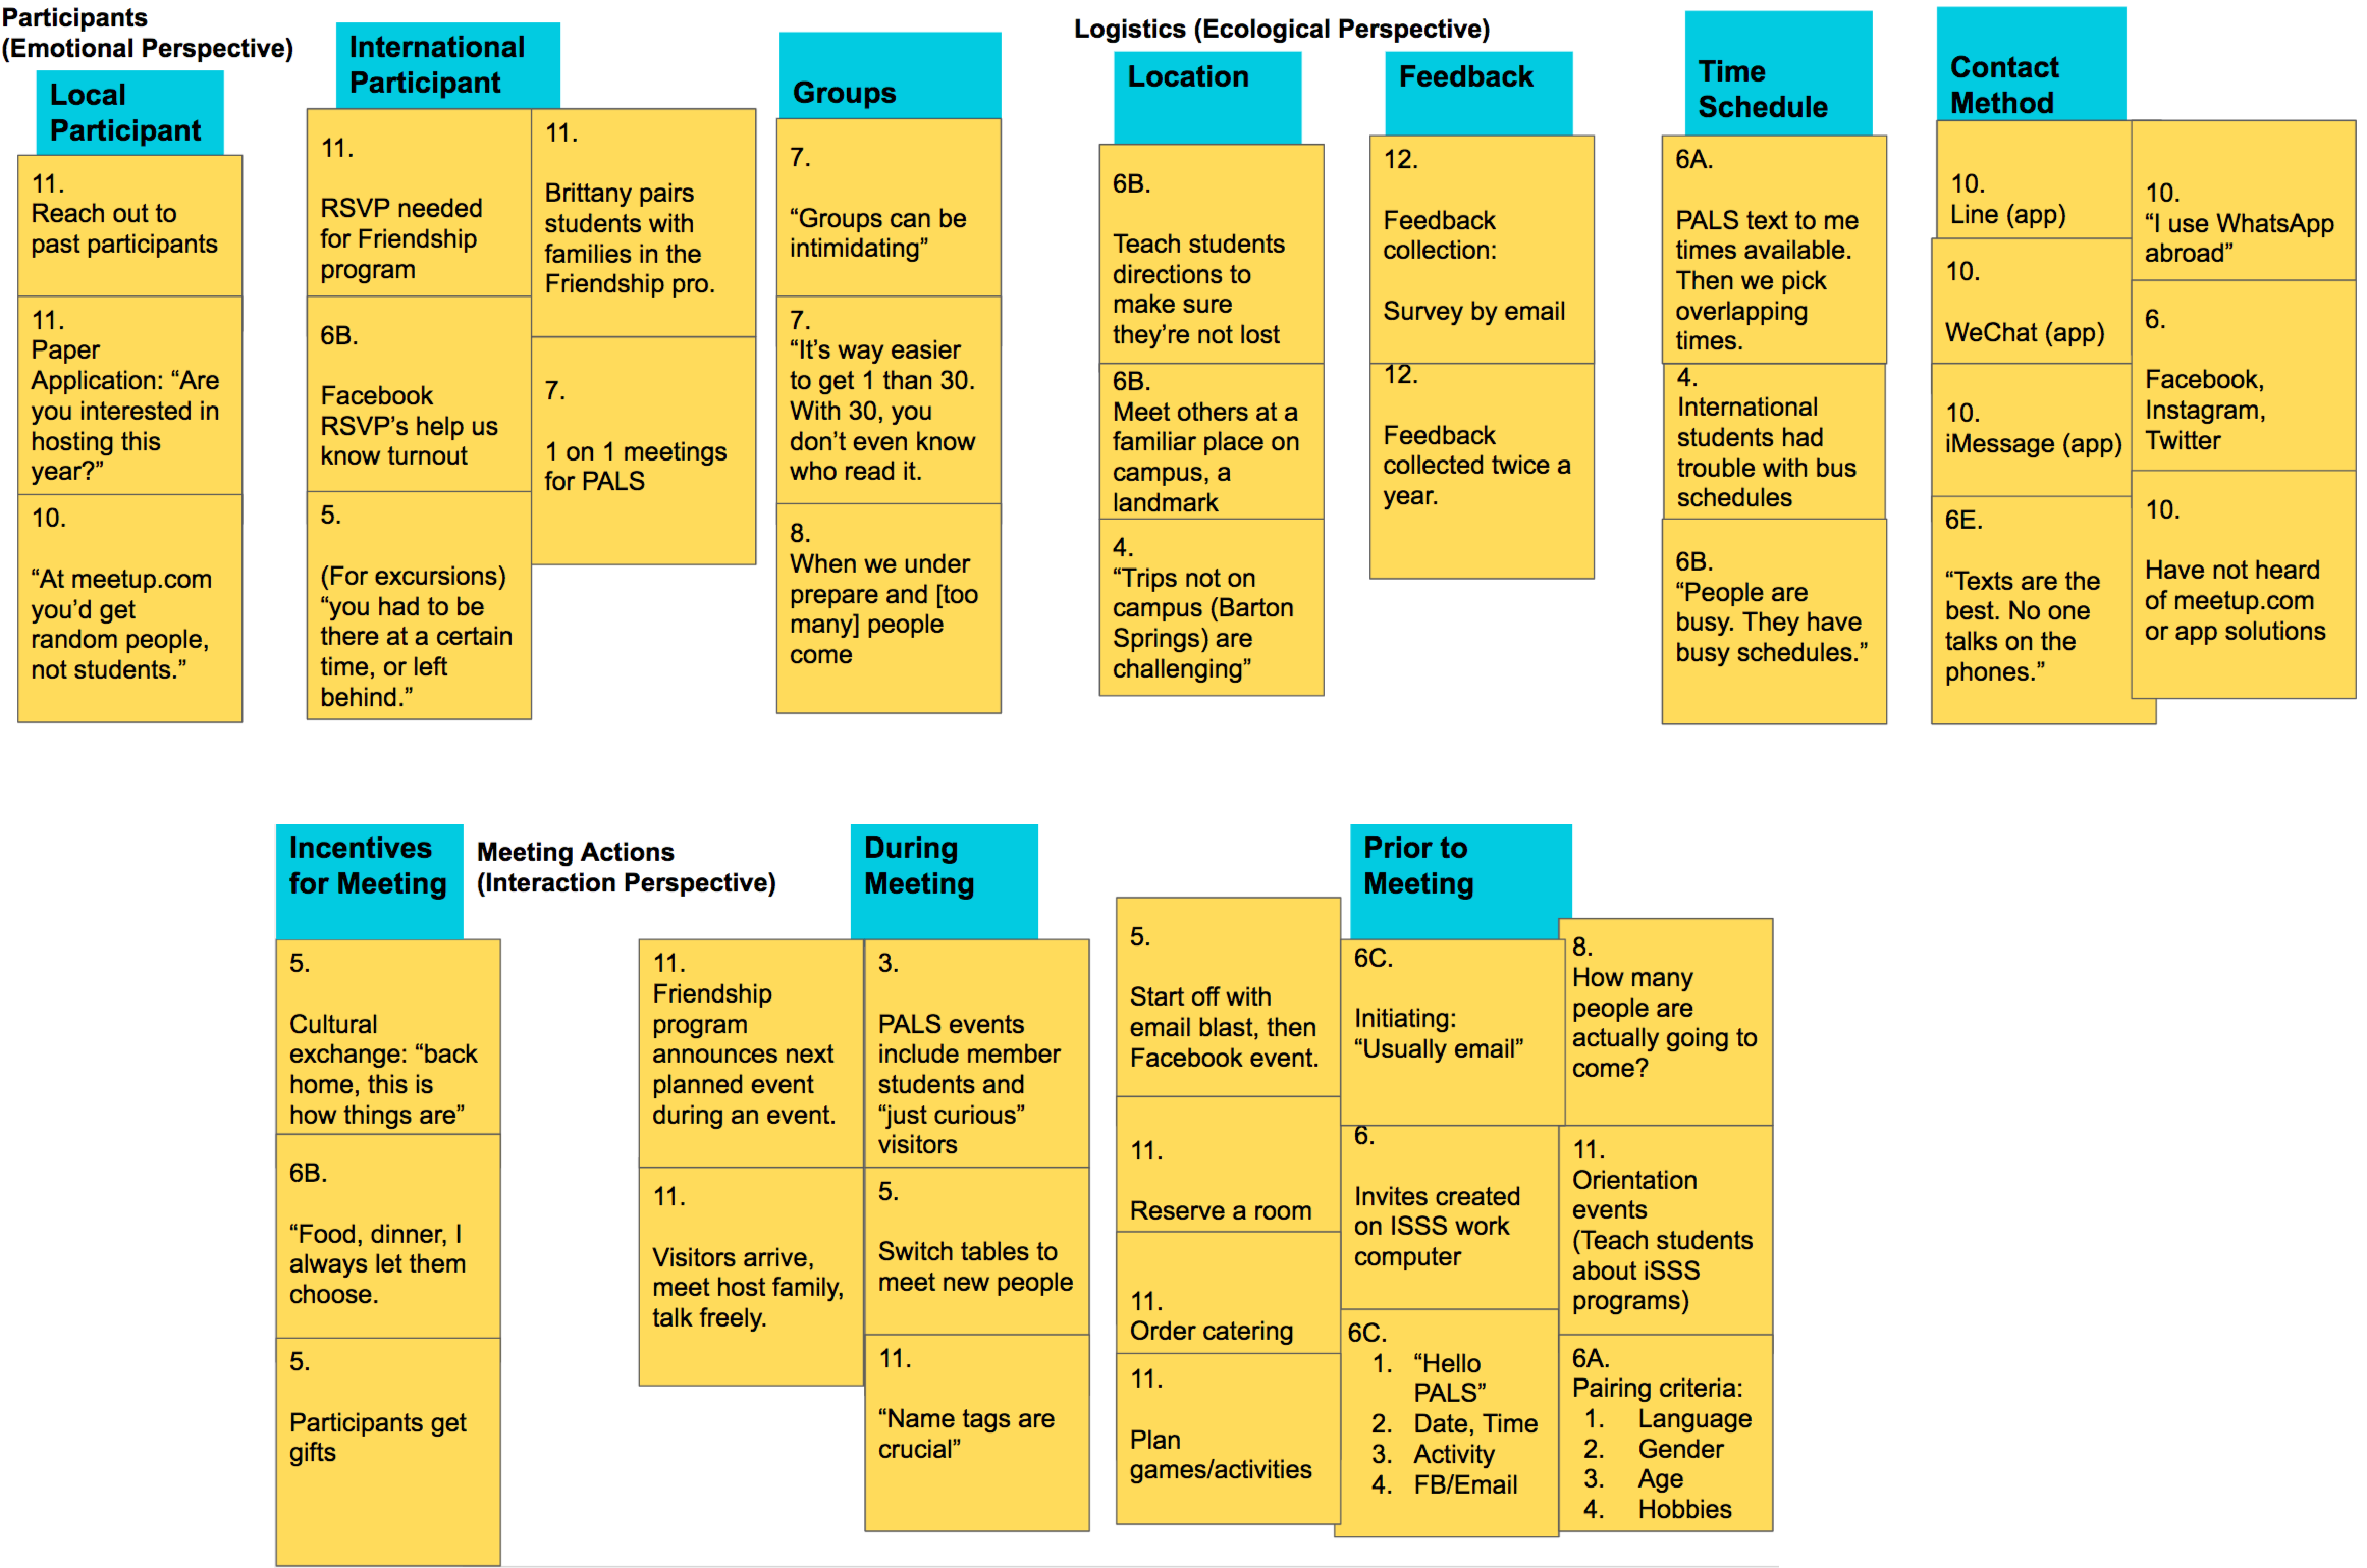 Participants
(Emotional Perspective)
Local
Participant
11.
Reach out to
past participants
11.
Paper
Application: “Are
you interested in
hosting this
year?”
10.
“At meetup.com
you’d get
random people,
not students.”
International
Participant
11.
RSVP needed
for Friendship
program
6B.
Facebook
RSVP’s help us
know turnout
5.
(For excursions)
“you had to be
there at a certain
time, or left
behind.”
11.
Brittany pairs
students with
families in the
Friendship pro.
7.
1 on 1 meetings
for PALS
Groups
7.
“Groups can be
intimidating”
7.
“It’s way easier
to get 1 than 30.
With 30, you
don’t even know
who read it.
8.
When we under
prepare and [too
many] people
come
Logistics (Ecological Perspective)
Location
6B.
Teach students
directions to
make sure
they’re not lost
6B.
Meet others at a
familiar place on
campus, a
landmark
4.
“Trips not on
campus (Barton
Springs) are
challenging”
Feedback
12.
Feedback
collection:
Survey by email
12.
Feedback
collected twice a
year.
Time
Schedule
6A.
PALS text to me
times available.
Then we pick
overlapping
times.
4.
International
students had
trouble with bus
schedules
6B.
“People are
busy. They have
busy schedules.”
Contact
Method
10.
Line (app)
10.
WeChat (app)
10.
iMessage (app)
6E.
“Texts are the
best. No one
talks on the
phones.”
10.
“I use WhatsApp
abroad”
6.
Facebook,
Instagram,
Twitter
10.
Have not heard
of meetup.com
or app solutions
Incentives
for Meeting
5.
Cultural
exchange: “back
home, this is
how things are”
6B.
“Food, dinner, I
always let them
choose.
5.
Participants get
gifts
Meeting Actions
(Interaction Perspective)
During
Meeting
11.
Friendship
program
announces next
planned event
during an event.
11.
Visitors arrive,
meet host family,
talk freely.
3.
PALS events
include member
students and
“just curious”
visitors
5.
Switch tables to
meet new people
11.
“Name tags are
crucial”
Prior to
Meeting
5.
Start off with
email blast, then
Facebook event.
11.
Reserve a room
11.
Order catering
11.
Plan
games/activities
6C.
Initiating:
“Usually email”
6.
Invites created
on ISSS work
computer
6C.
1. “Hello
PALS”
2. Date, Time
3. Activity
4. FB/Email
8.
How many
people are
actually going to
come?
11.
Orientation
events
(Teach students
about iSSS
programs)
6A.
Pairing criteria:
1. Language
2. Gender
3. Age
4. Hobbies